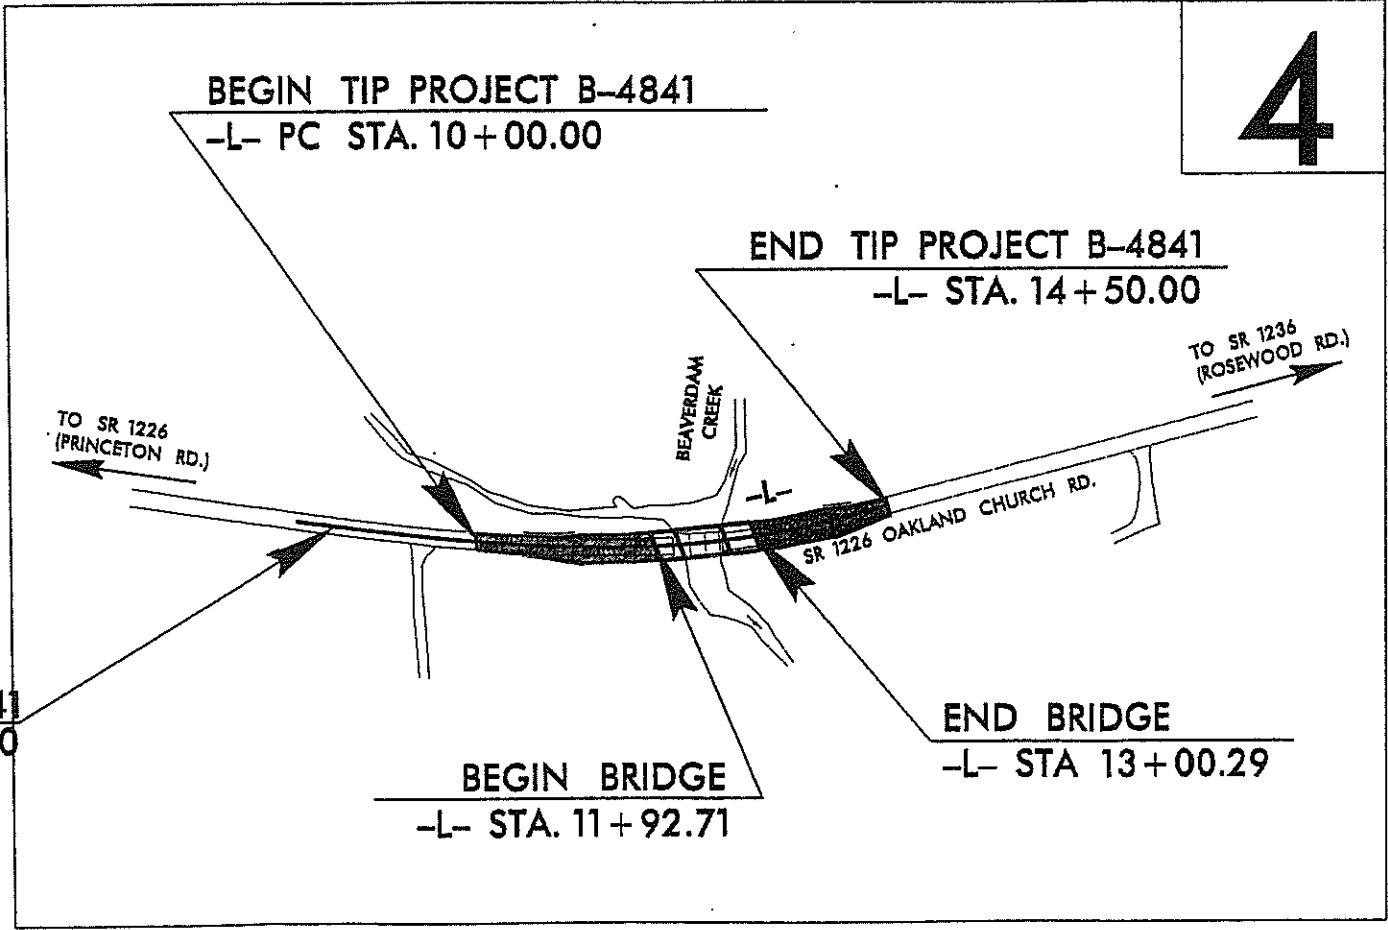 4
BEGIN TIP PROJECT B-4841
-L- PC STA. 10+00.00
END TIP PROJECT B-4841
-L- STA. 14+50.00
TO SR 1236
(ROSEWOOD RD.)
BEAVERDAM
CREEK
TO SR 1226
(PRINCETON RD.)
-L-
SR 1226 OAKLAND CHURCH RD.
41
0
END BRIDGE
-L- STA 13+00.29
BEGIN BRIDGE
-L- STA. 11+92.71